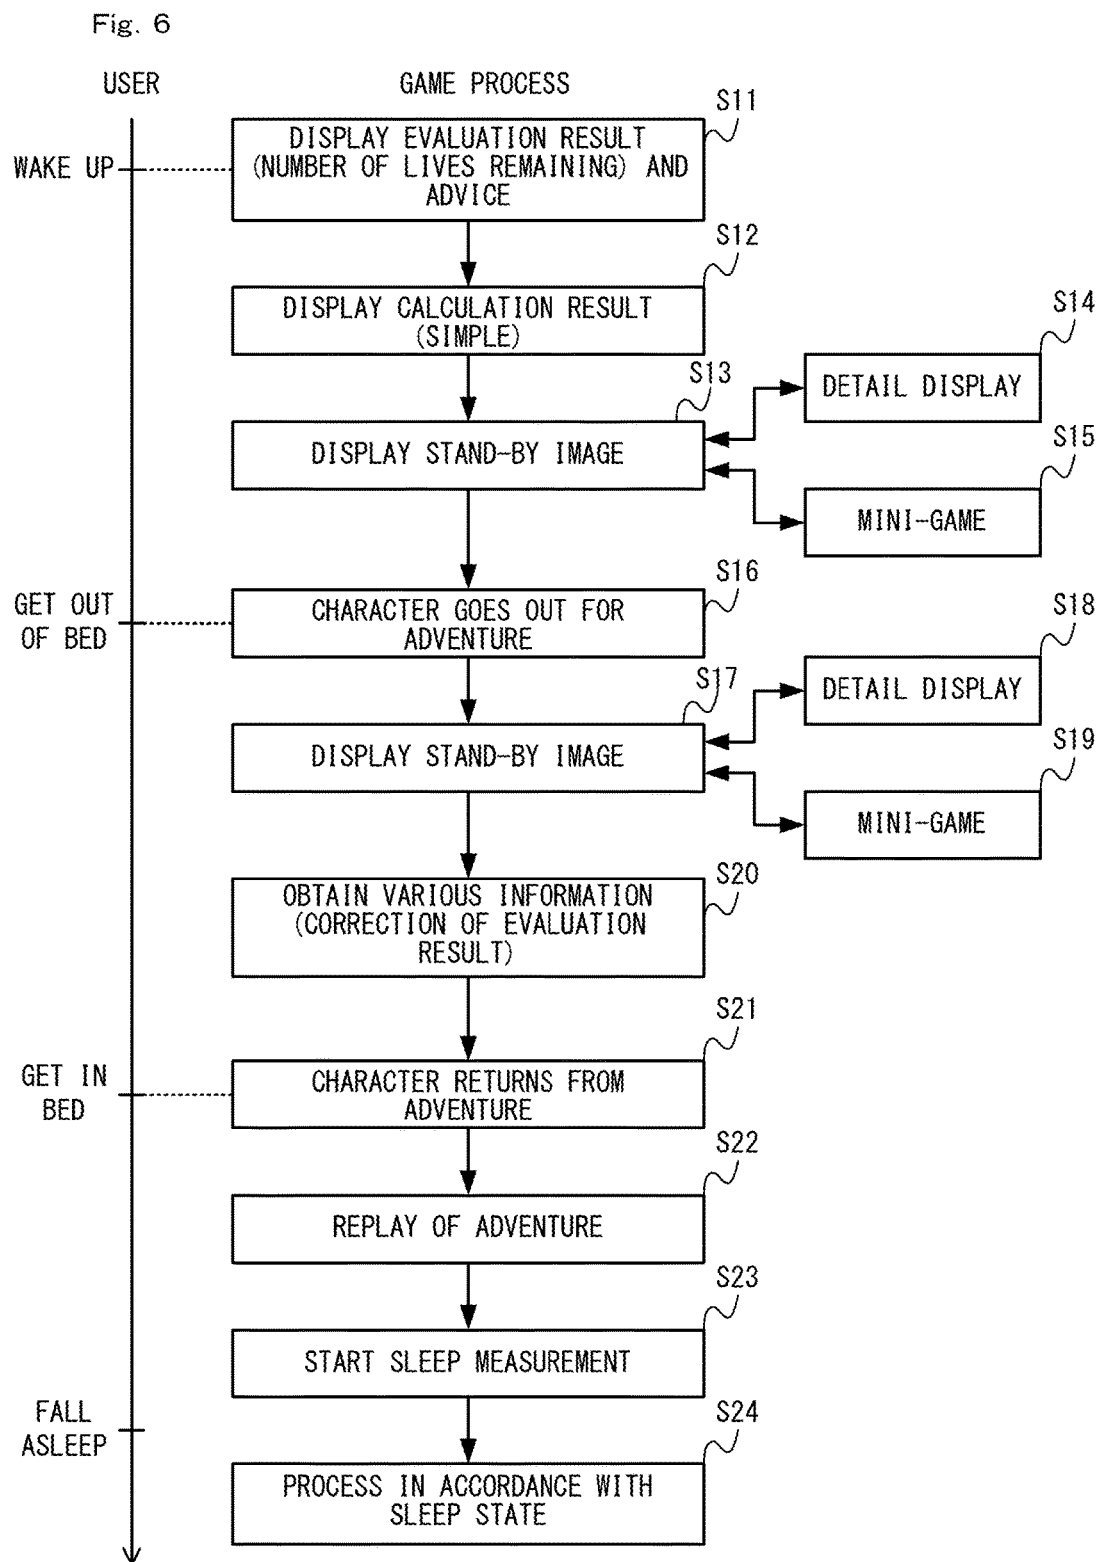 Fig. 6
USER
GAME PROCESS
S11
DISPLAY EVALUATION RESULT
(NUMBER OF LIVES REMAINING) AND
ADVICE
WAKE UP
S12
DISPLAY CALCULATION RESULT
(SIMPLE)
S14
DETAIL DISPLAY
S13
DISPLAY STAND-BY IMAGE
S15
MINI-GAME
S16
CHARACTER GOES OUT FOR
ADVENTURE
GET OUT
OF BED
S18
DETAIL DISPLAY
S17
DISPLAY STAND-BY IMAGE
S19
MINI-GAME
S20
OBTAIN VARIOUS INFORMATION
(CORRECTION OF EVALUATION
RESULT)
S21
CHARACTER RETURNS FROM
ADVENTURE
GET IN
BED
S22
REPLAY OF ADVENTURE
S23
START SLEEP MEASUREMENT
FALL
ASLEEP
S24
PROCESS IN ACCORDANCE WITH
SLEEP STATE